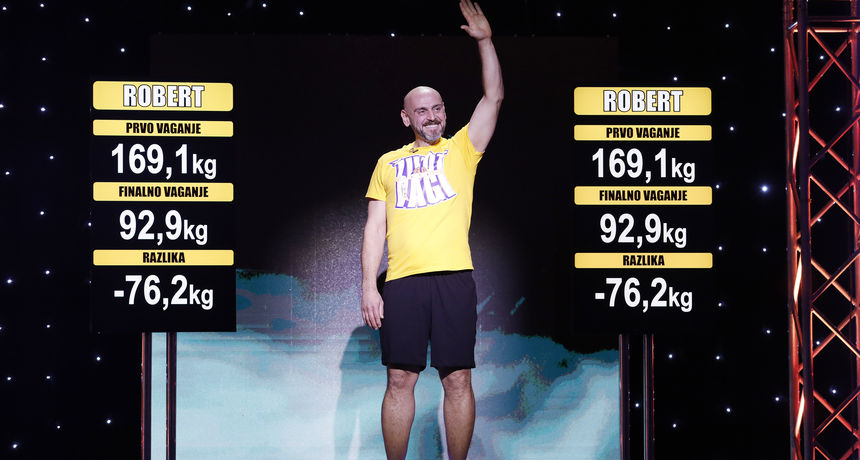 ROBERT
PRVO VAGANJE
169,1kg
FINALNO VAGANJE
92,9kg
RAZLIKA
-76,2kg
ROBERT
PRVO VAGANJE
169,1kg
FINALNO VAGANJE
92,9kg
RAZLIKA
-76,2kg